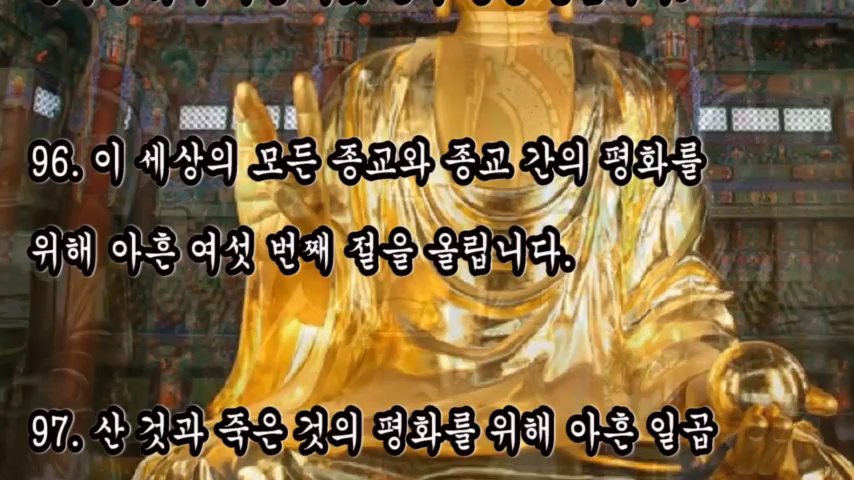 96. 이 세상의 모든 종교와 종교 간의 평화를
위해 아흔 여섯 번째 절을 올립니다.
97. 산 것과 죽은 것의 평화를 위해 아흔 일곱